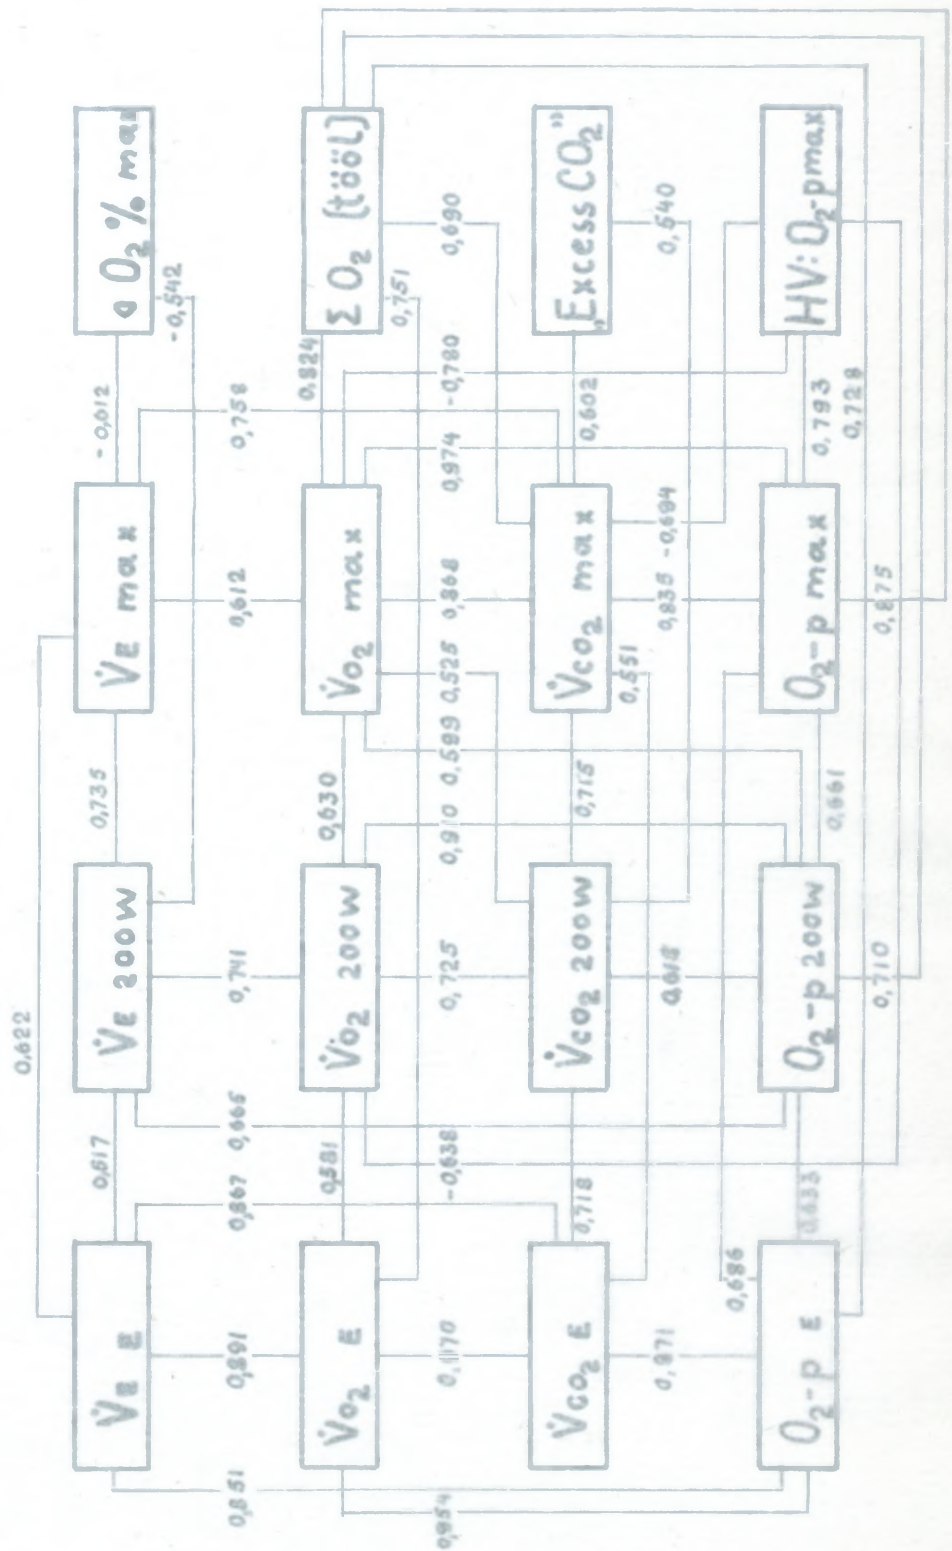 0,622
0,617
0,735
-0,612
V̇E E
V̇E 200W
V̇E max
O₂ % max
-0,542
0,851
0,891
0,867
0,665
0,741
0,612
0,758
0,824
0,581
0,630
V̇O₂ E
V̇O₂ 200W
V̇O₂ max
Σ O₂ (tööl)
0,751
0,954
-0,638
0,725
0,910
0,599
0,525
0,868
0,974
-0,780
0,690
V̇CO₂ E
V̇CO₂ 200W
V̇CO₂ max
„Excess CO₂"
0,718
0,715
0,602
0,551
0,871
0,618
0,835
-0,694
0,540
0,686
O₂-p E
O₂-p 200W
O₂-p max
HV:O₂-pmax
0,633
0,661
0,793
0,728
0,710
0,875